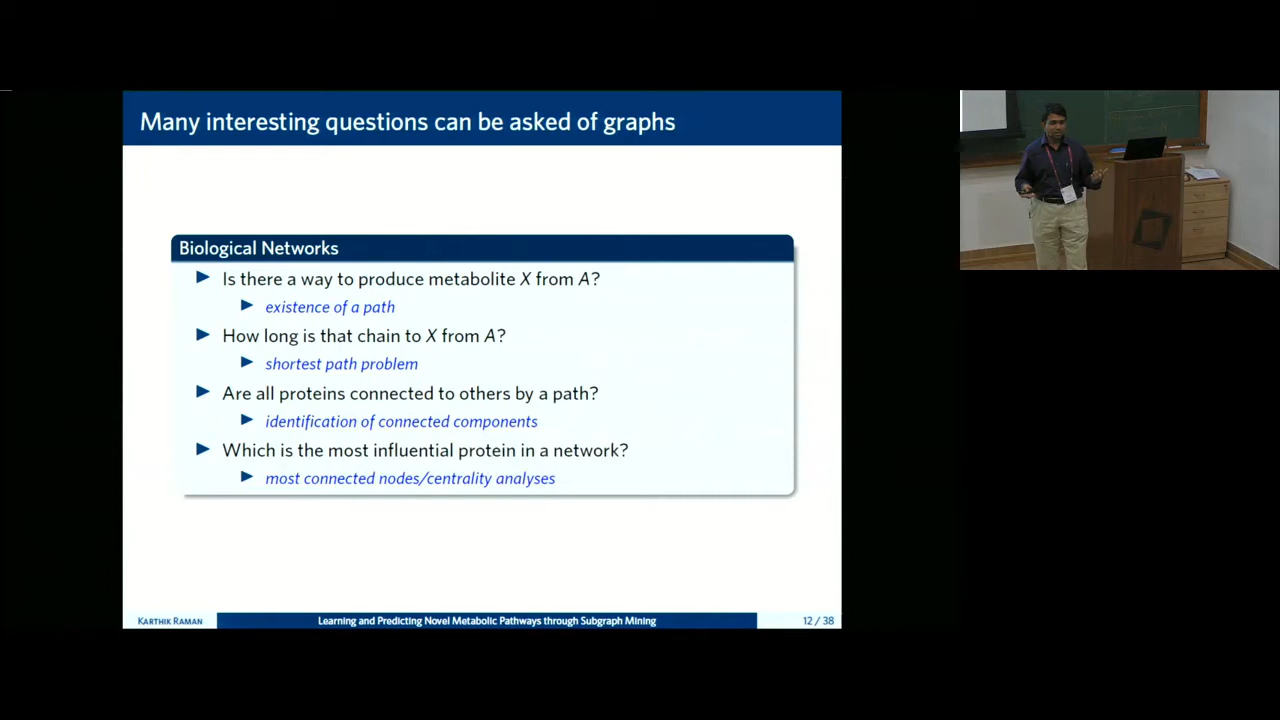 Many interesting questions can be asked of graphs
Biological Networks
Is there a way to produce metabolite X from A?
existence of a path
How long is that chain to X from A?
shortest path problem
Are all proteins connected to others by a path?
identification of connected components
Which is the most influential protein in a network?
most connected nodes/centrality analyses
KARTHIK RAMAN
Learning and Predicting Novel Metabolic Pathways through Subgraph Mining
12 / 38